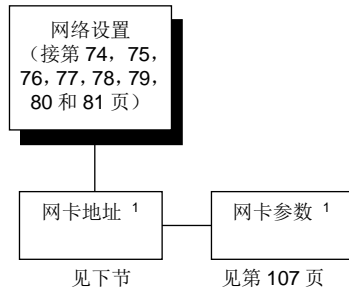 网络设置
（接第 74，75，
76，77，78，79，
80 和 81 页）
网卡地址 ¹
网卡参数 ¹
见下节
见第 107 页